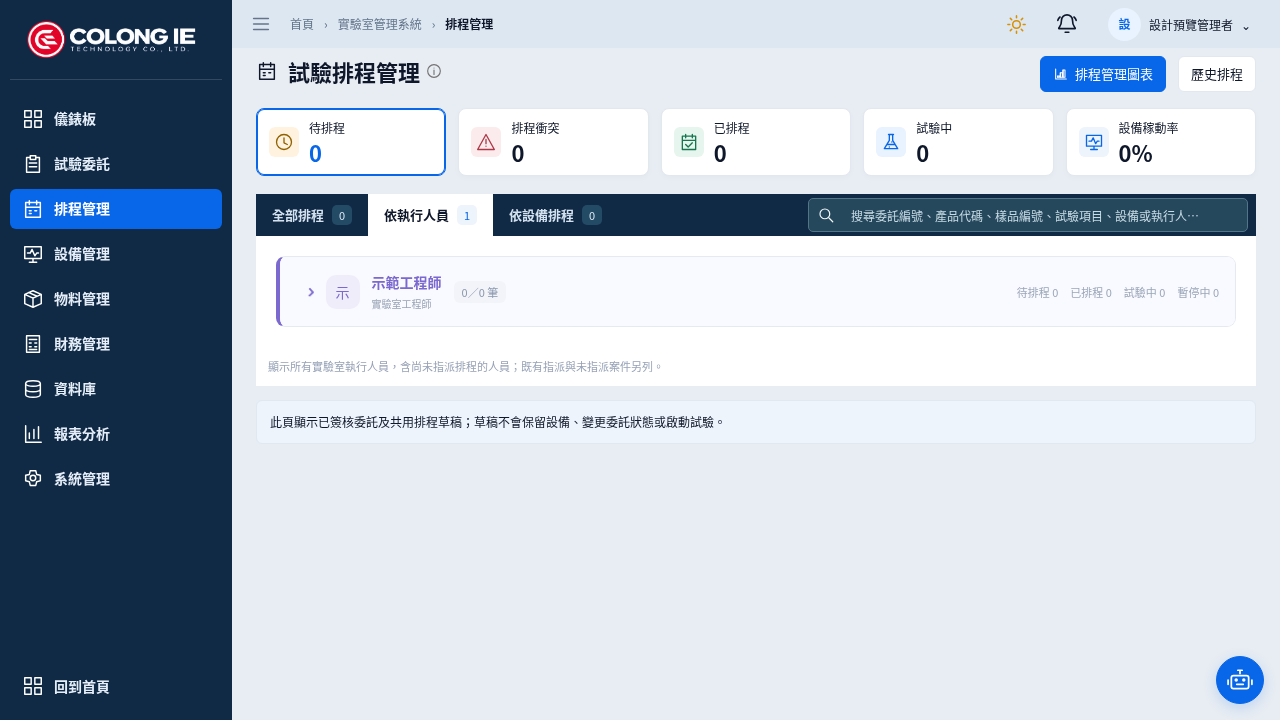 COLONG IE
TECHNOLOGY CO., LTD.
儀錶板
試驗委託
排程管理
設備管理
物料管理
財務管理
資料庫
報表分析
系統管理
回到首頁
首頁 › 實驗室管理系統 › 排程管理
設 設計預覽管理者
試驗排程管理
排程管理圖表
歷史排程
待排程
0
排程衝突
0
已排程
0
試驗中
0
設備稼動率
0%
全部排程 0
依執行人員 1
依設備排程 0
搜尋委託編號、產品代碼、樣品編號、試驗項目、設備或執行人…
示
示範工程師
實驗室工程師
0／0 筆
待排程 0 已排程 0 試驗中 0 暫停中 0
顯示所有實驗室執行人員，含尚未指派排程的人員；既有指派與未指派案件另列。
此頁顯示已簽核委託及共用排程草稿；草稿不會保留設備、變更委託狀態或啟動試驗。